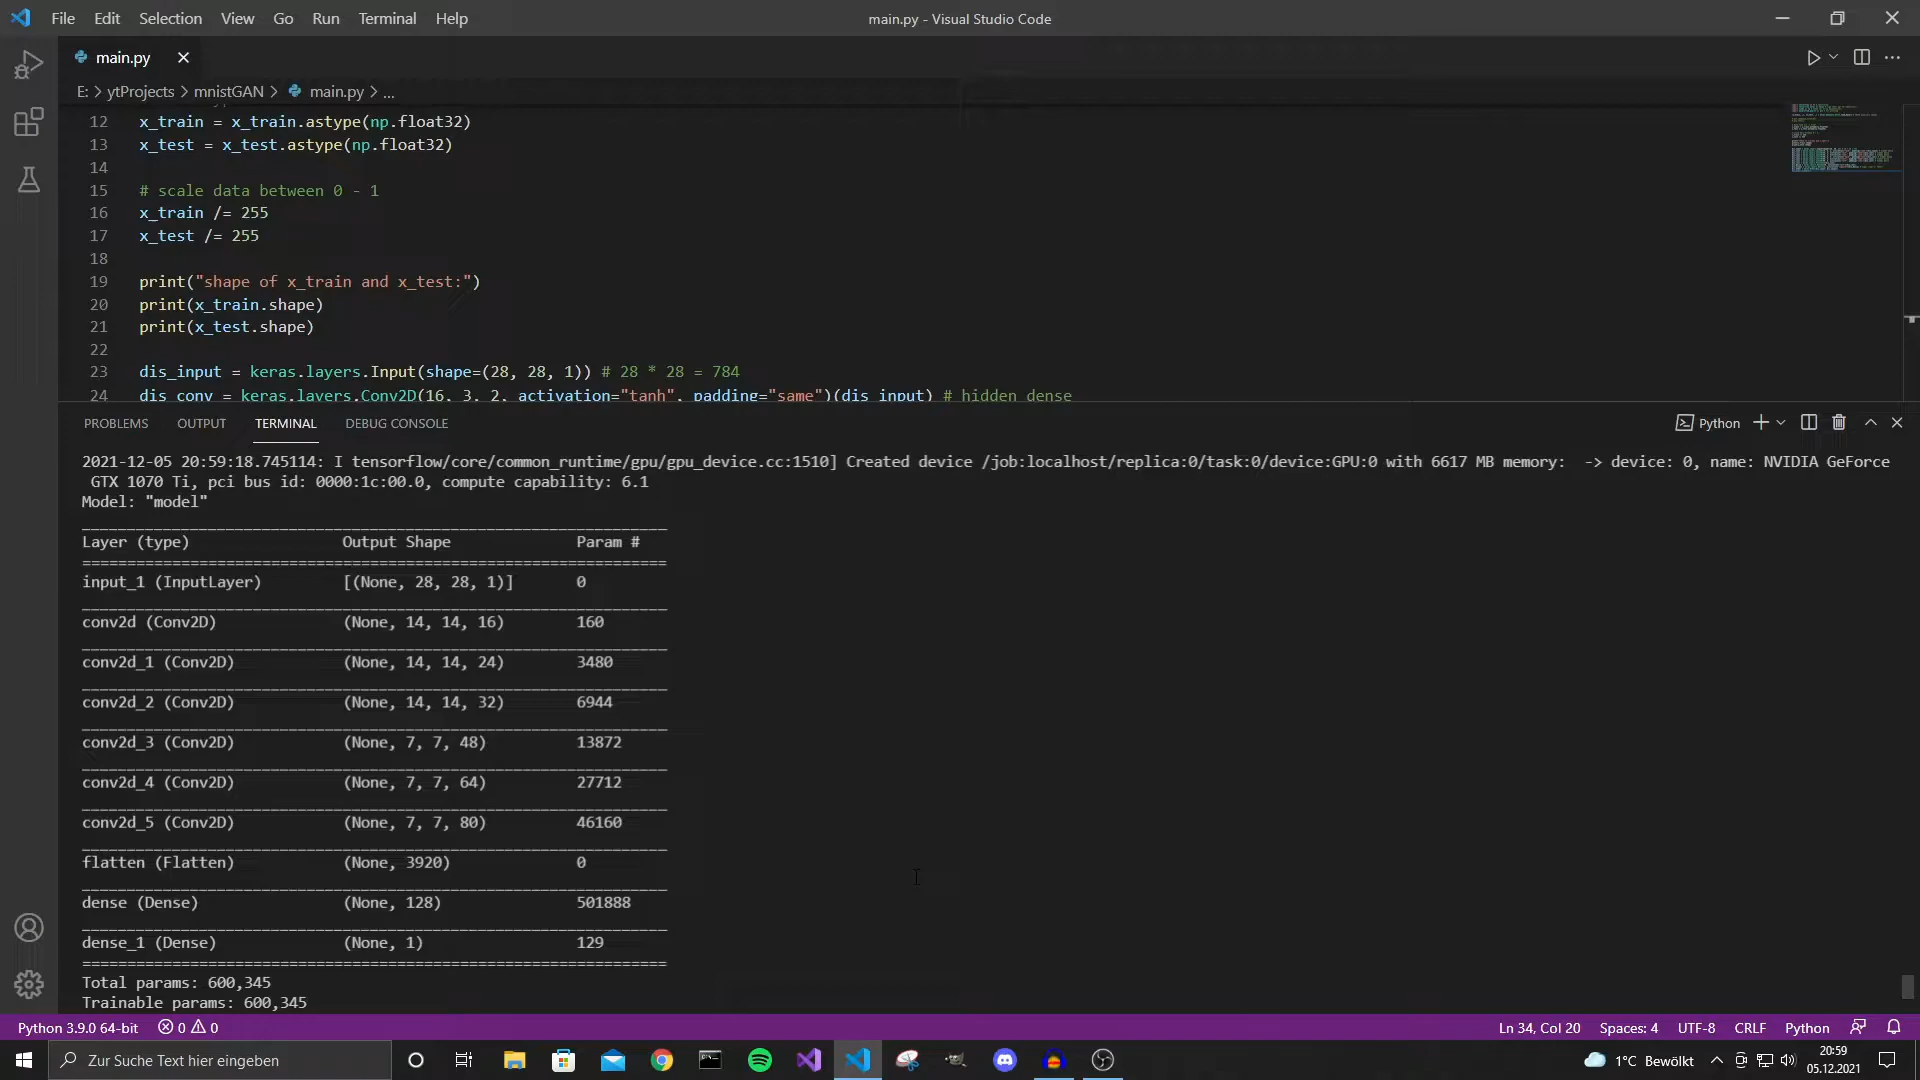 File Edit Selection View Go Run Terminal Help
main.py - Visual Studio Code
main.py
E: > ytProjects > mnistGAN > main.py > ...
12 x_train = x_train.astype(np.float32)
13 x_test = x_test.astype(np.float32)
14
15 # scale data between 0 - 1
16 x_train /= 255
17 x_test /= 255
18
19 print("shape of x_train and x_test:")
20 print(x_train.shape)
21 print(x_test.shape)
22
23 dis_input = keras.layers.Input(shape=(28, 28, 1)) # 28 * 28 = 784
24 dis_conv = keras.layers.Conv2D(16, 3, 2, activation="tanh", padding="same")(dis_input) # hidden dense
PROBLEMS OUTPUT TERMINAL DEBUG CONSOLE
Python
2021-12-05 20:59:18.745114: I tensorflow/core/common_runtime/gpu/gpu_device.cc:1510] Created device /job:localhost/replica:0/task:0/device:GPU:0 with 6617 MB memory:  -> device: 0, name: NVIDIA GeForce
GTX 1070 Ti, pci bus id: 0000:1c:00.0, compute capability: 6.1
Model: "model"
_________________________________________________________________
Layer (type) Output Shape Param #
=================================================================
input_1 (InputLayer) [(None, 28, 28, 1)] 0
_________________________________________________________________
conv2d (Conv2D) (None, 14, 14, 16) 160
_________________________________________________________________
conv2d_1 (Conv2D) (None, 14, 14, 24) 3480
_________________________________________________________________
conv2d_2 (Conv2D) (None, 14, 14, 32) 6944
_________________________________________________________________
conv2d_3 (Conv2D) (None, 7, 7, 48) 13872
_________________________________________________________________
conv2d_4 (Conv2D) (None, 7, 7, 64) 27712
_________________________________________________________________
conv2d_5 (Conv2D) (None, 7, 7, 80) 46160
_________________________________________________________________
flatten (Flatten) (None, 3920) 0
_________________________________________________________________
dense (Dense) (None, 128) 501888
_________________________________________________________________
dense_1 (Dense) (None, 1) 129
=================================================================
Total params: 600,345
Trainable params: 600,345
Python 3.9.0 64-bit 0 0 Ln 34, Col 20 Spaces: 4 UTF-8 CRLF Python
Zur Suche Text hier eingeben
1°C Bewölkt
20:59
05.12.2021